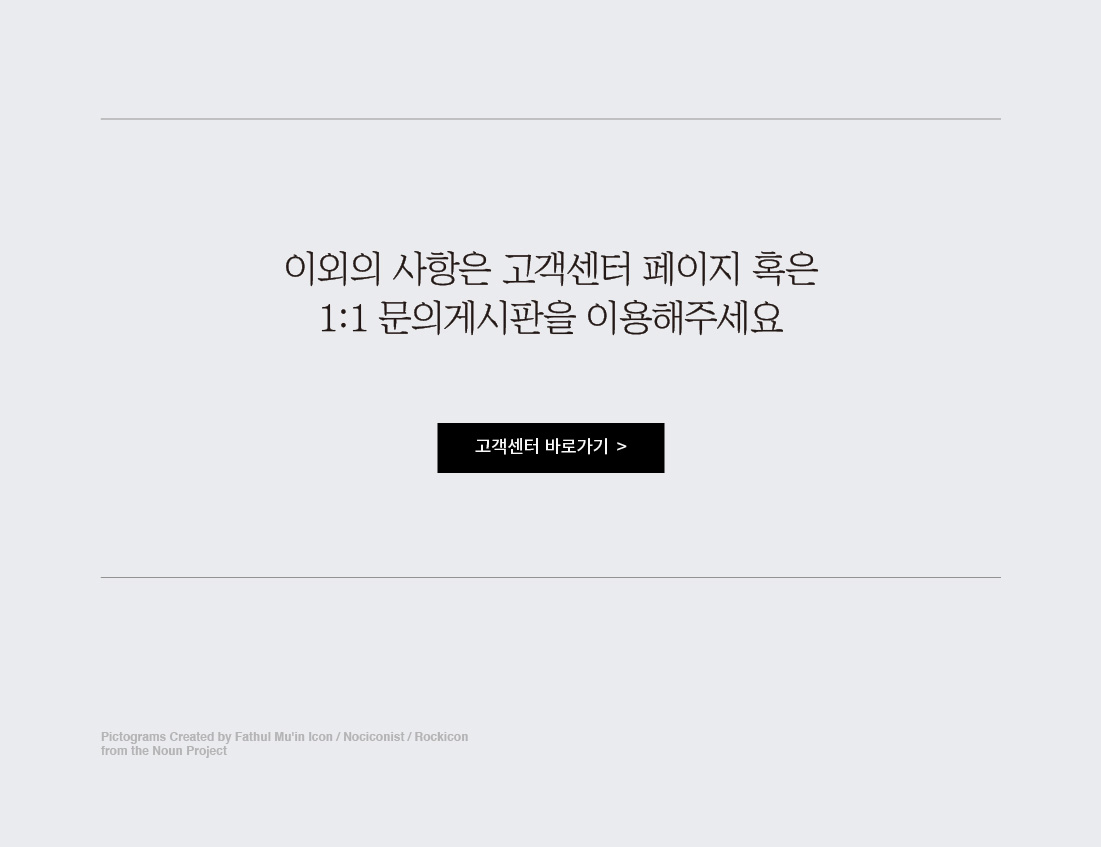 이외의 사항은 고객센터 페이지 혹은
1:1 문의게시판을 이용해주세요
고객센터 바로가기 >
Pictograms Created by Fathul Mu'in Icon / Nociconist / Rockicon
from the Noun Project